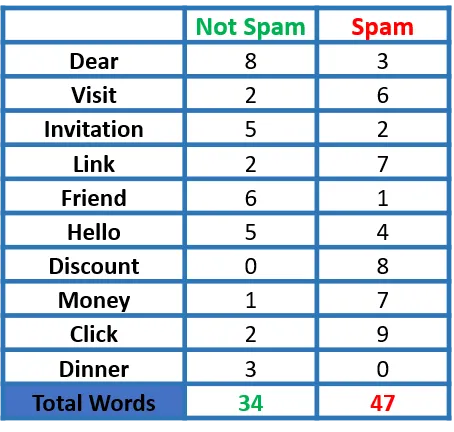 Not Spam Spam
Dear 8 3
Visit 2 6
Invitation 5 2
Link 2 7
Friend 6 1
Hello 5 4
Discount 0 8
Money 1 7
Click 2 9
Dinner 3 0
Total Words 34 47